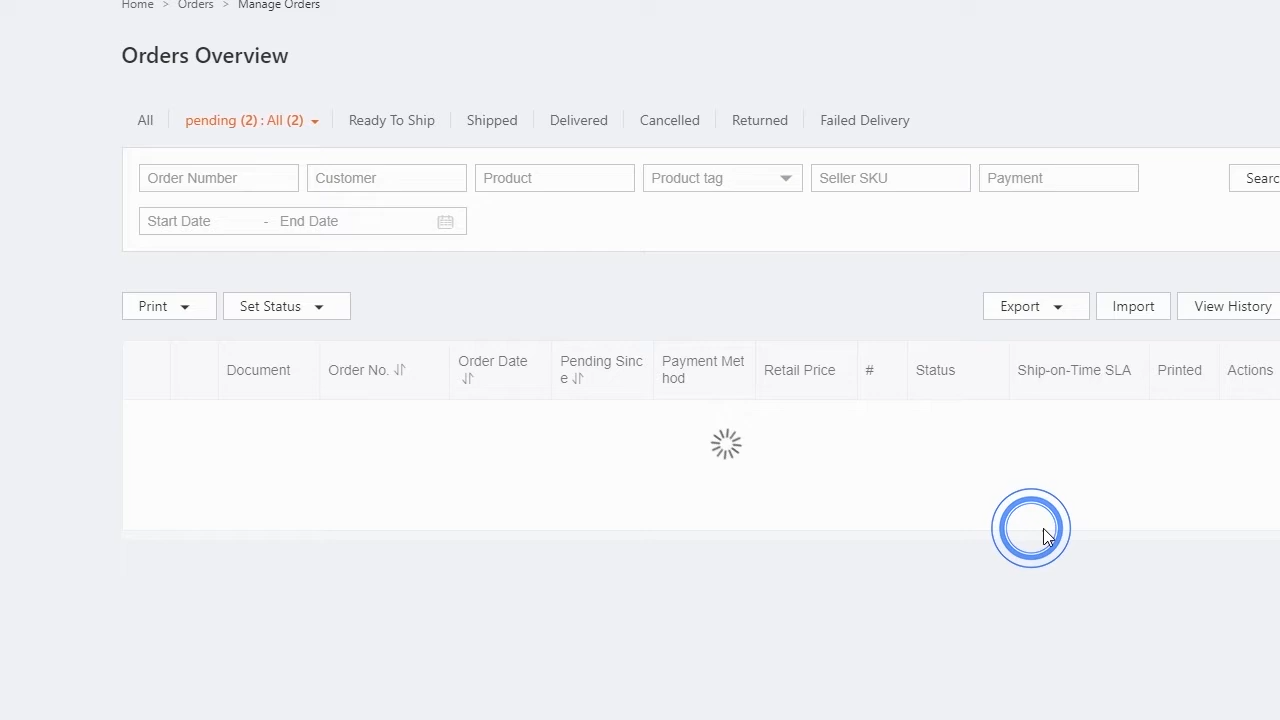 Home > Orders > Manage Orders
Orders Overview
All pending (2) : All (2) Ready To Ship Shipped Delivered Cancelled Returned Failed Delivery
Order Number Customer Product Product tag Seller SKU Payment Searc
Start Date - End Date
Print Set Status Export Import View History
Document Order No. Order Date Pending Sinc Payment Met Retail Price # Status Ship-on-Time SLA Printed Actions
e hod